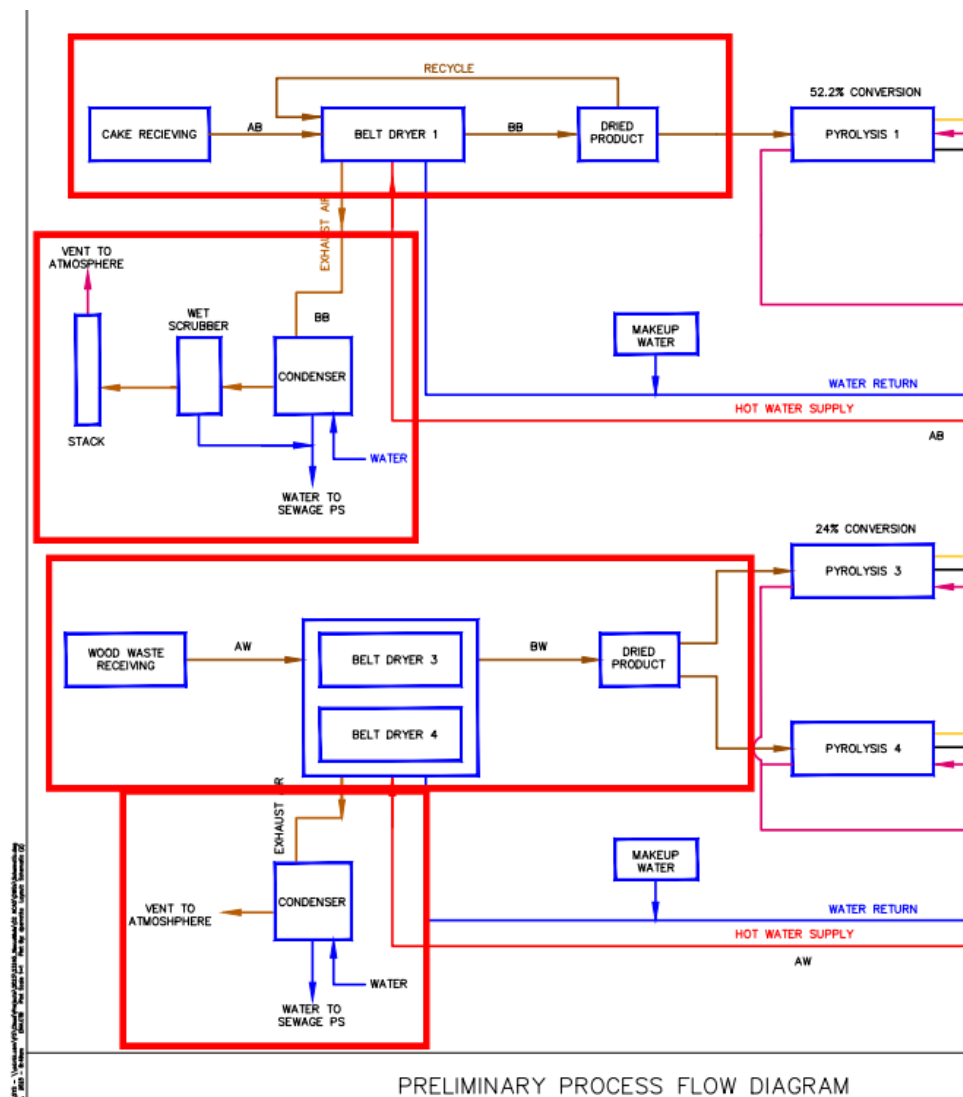 RECYCLE
52.2% CONVERSION
CAKE RECIEVING
AB
BELT DRYER 1
BB
DRIED
PRODUCT
PYROLYSIS 1
EXHAUST AIR
VENT TO
ATMOSPHERE
WET
SCRUBBER
BB
CONDENSER
STACK
WATER
WATER TO
SEWAGE PS
MAKEUP
WATER
WATER RETURN
HOT WATER SUPPLY
AB
24% CONVERSION
PYROLYSIS 3
WOOD WASTE
RECEIVING
AW
BELT DRYER 3
BW
DRIED
PRODUCT
BELT DRYER 4
PYROLYSIS 4
EXHAUST
CONDENSER
VENT TO
ATMOSHPHERE
WATER
WATER TO
SEWAGE PS
MAKEUP
WATER
WATER RETURN
HOT WATER SUPPLY
AW
PRELIMINARY PROCESS FLOW DIAGRAM